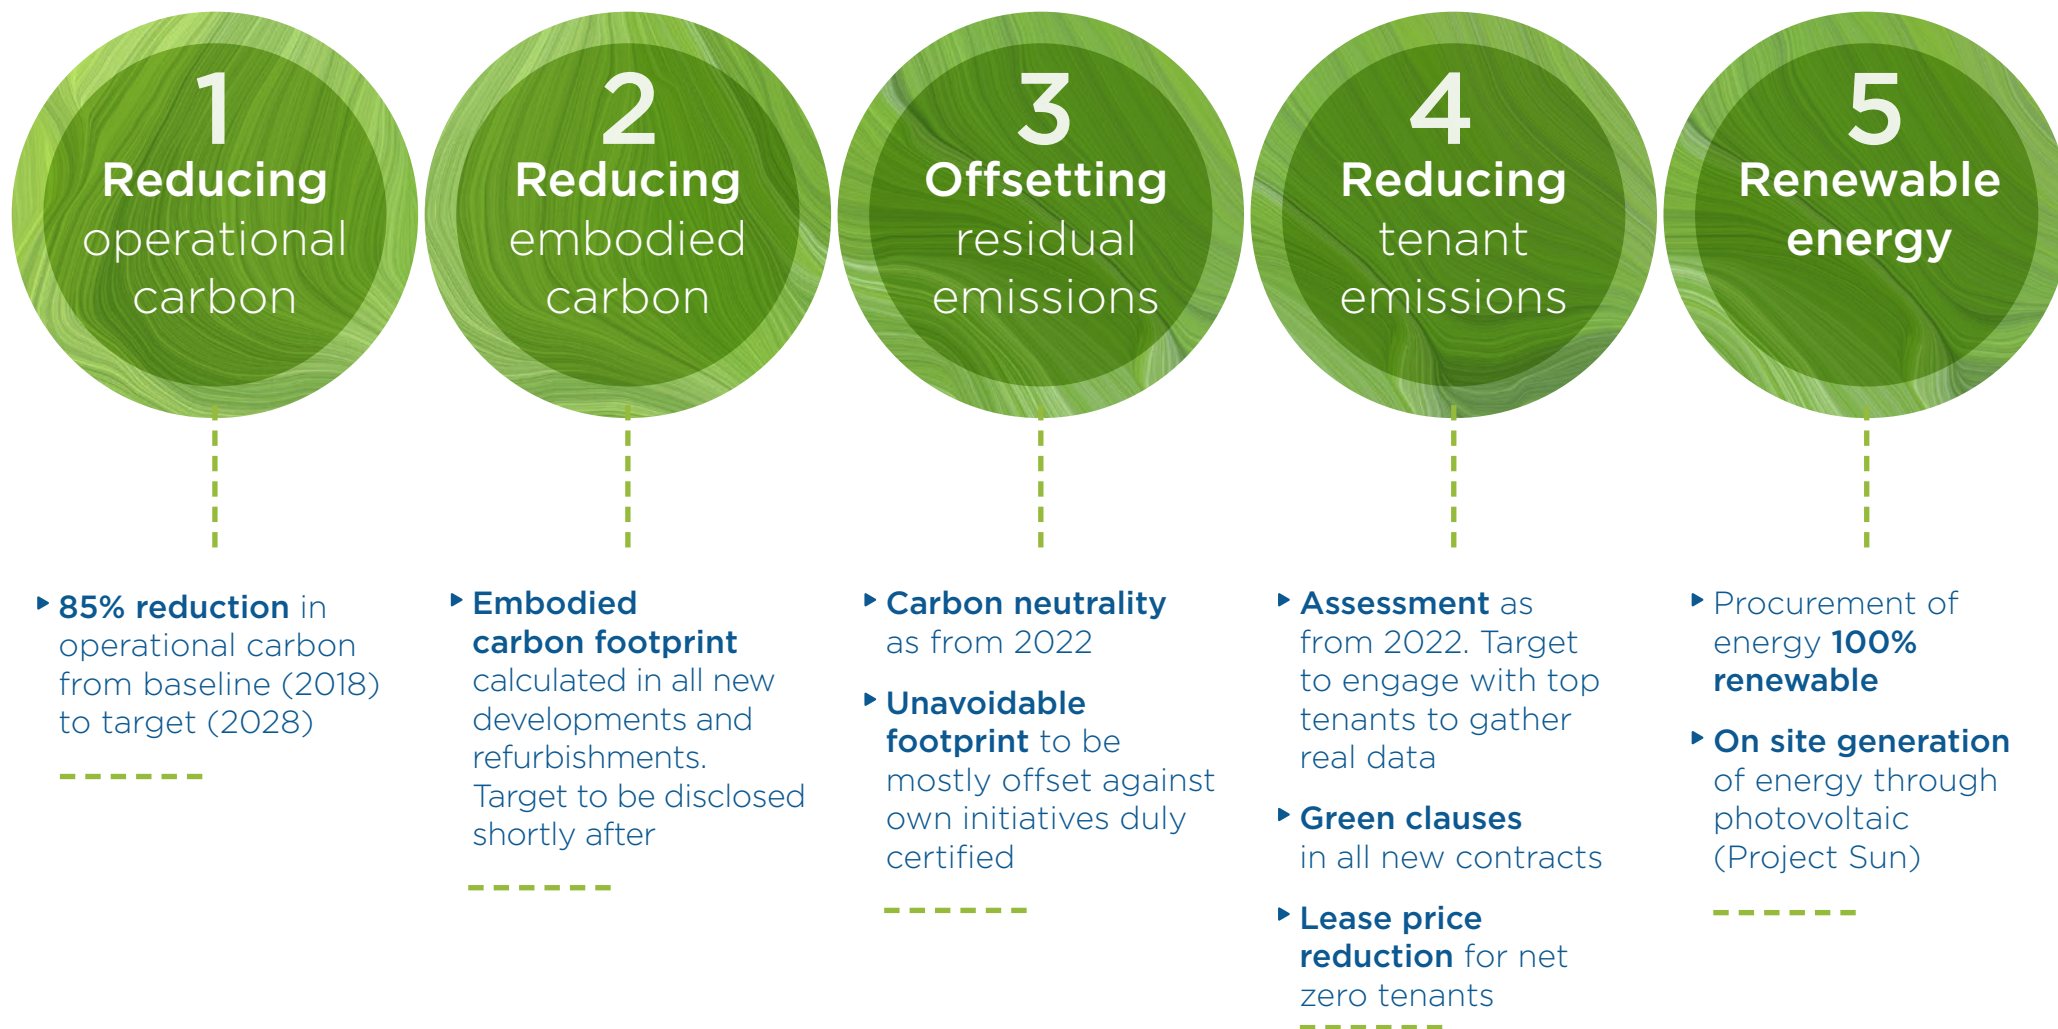 1
Reducing
operational
carbon
85% reduction in
operational carbon
from baseline (2018)
to target (2028)
2
Reducing
embodied
carbon
Embodied
carbon footprint
calculated in all new
developments and
refurbishments.
Target to be disclosed
shortly after
3
Offsetting
residual
emissions
Carbon neutrality
as from 2022
Unavoidable
footprint to be
mostly offset against
own initiatives duly
certified
4
Reducing
tenant
emissions
Assessment as
from 2022. Target
to engage with top
tenants to gather
real data
Green clauses
in all new contracts
Lease price
reduction for net
zero tenants
5
Renewable
energy
Procurement of
energy 100%
renewable
On site generation
of energy through
photovoltaic
(Project Sun)